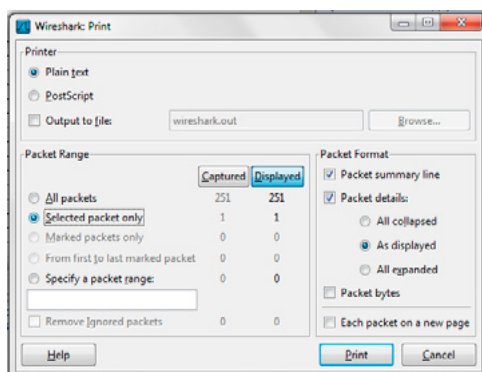 Wireshark: Print
Printer
Plain text
PostScript
Output to file:
wireshark.out
Browse...
Packet Range
Captured Displayed
All packets 251 251
Selected packet only 1 1
Marked packets only 0 0
From first to last marked packet 0 0
Specify a packet range: 0 0
Remove Ignored packets 0 0
Packet Format
Packet summary line
Packet details:
All collapsed
As displayed
All expanded
Packet bytes
Each packet on a new page
Help
Print
Cancel